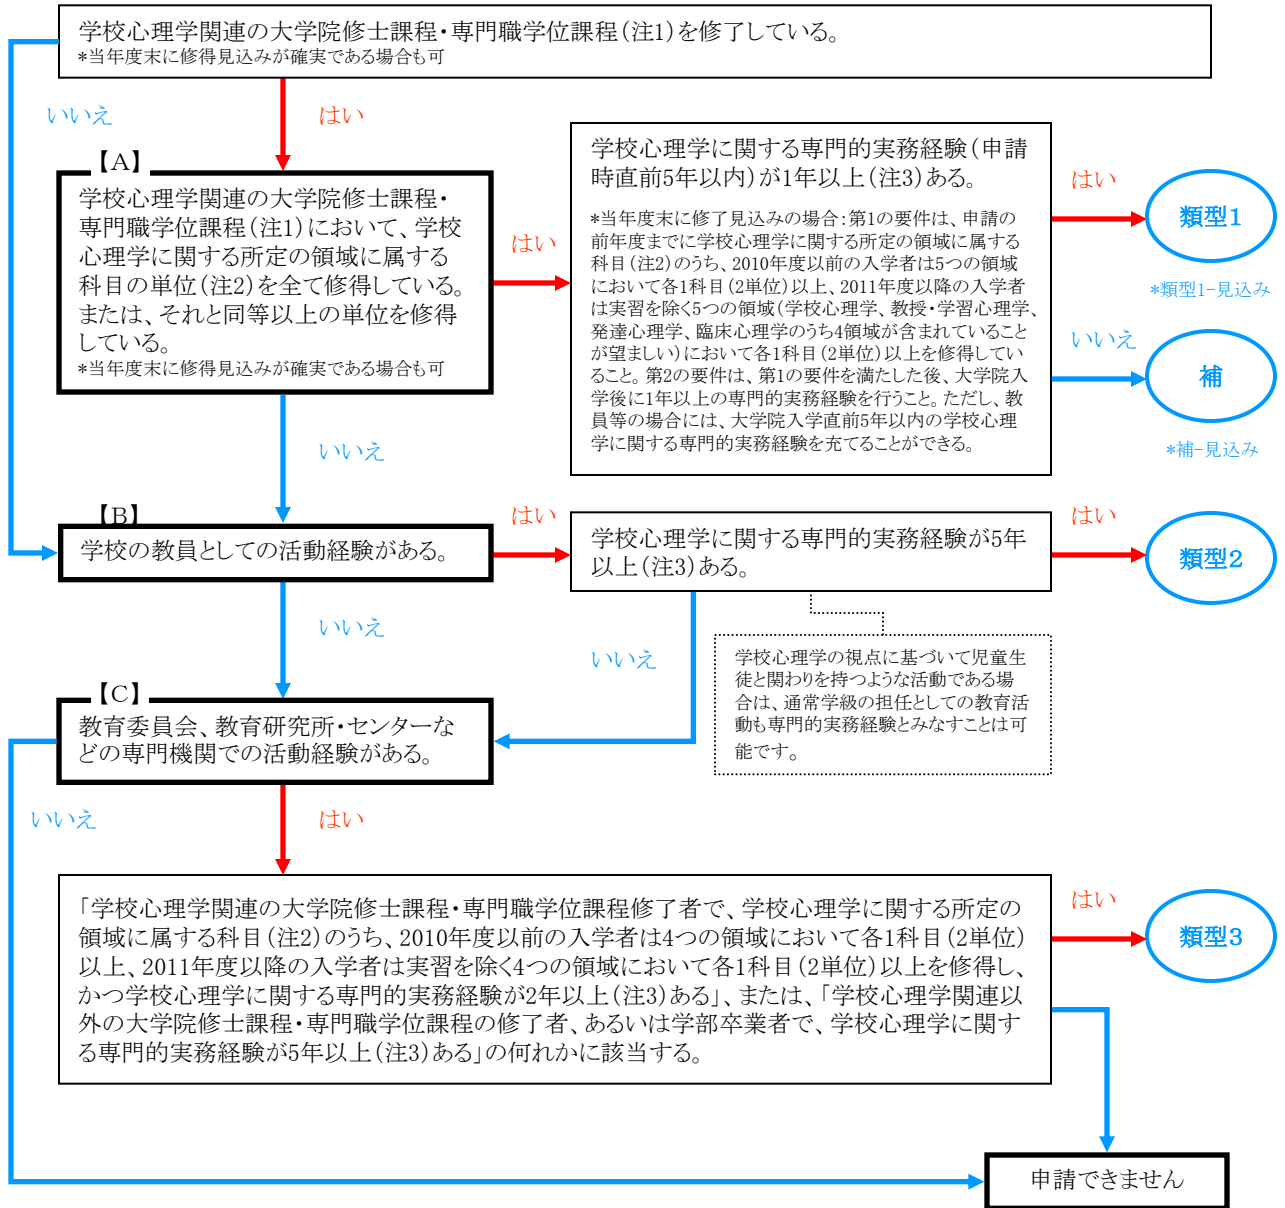 学校心理学関連の大学院修士課程・専門職学位課程(注1)を修了している。
*当年度末に修得見込みが確実である場合も可
いいえ
はい
【A】
学校心理学関連の大学院修士課程・
専門職学位課程(注1)において、学校
心理学に関する所定の領域に属する
科目の単位(注2)を全て修得している。
または、それと同等以上の単位を修得
している。
*当年度末に修得見込みが確実である場合も可
はい
学校心理学に関する専門的実務経験(申請
時直前5年以内)が1年以上(注3)ある。
*当年度末に修了見込みの場合:第1の要件は、申請の
前年度までに学校心理学に関する所定の領域に属する
科目(注2)のうち、2010年度以前の入学者は5つの領域
において各1科目(2単位)以上、2011年度以降の入学者
は実習を除く5つの領域(学校心理学、教授・学習心理学、
発達心理学、臨床心理学のうち4領域が含まれていること
が望ましい)において各1科目(2単位)以上を修得してい
ること。第2の要件は、第1の要件を満たした後、大学院入
学後に1年以上の専門的実務経験を行うこと。ただし、教
員等の場合には、大学院入学直前5年以内の学校心理
学に関する専門的実務経験を充てることができる。
はい
類型1
*類型1-見込み
いいえ
補
*補-見込み
いいえ
【B】
学校の教員としての活動経験がある。
はい
学校心理学に関する専門的実務経験が5年
以上(注3)ある。
はい
類型2
いいえ
いいえ
学校心理学の視点に基づいて児童生
徒と関わりを持つような活動である場
合は、通常学級の担任としての教育活
動も専門的実務経験とみなすことは可
能です。
【C】
教育委員会、教育研究所・センターな
どの専門機関での活動経験がある。
いいえ
はい
「学校心理学関連の大学院修士課程・専門職学位課程修了者で、学校心理学に関する所定の
領域に属する科目(注2)のうち、2010年度以前の入学者は4つの領域において各1科目(2単位)
以上、2011年度以降の入学者は実習を除く4つの領域において各1科目(2単位)以上を修得し、
かつ学校心理学に関する専門的実務経験が2年以上(注3)ある」、または、「学校心理学関連以
外の大学院修士課程・専門職学位課程の修了者、あるいは学部卒業者で、学校心理学に関す
る専門的実務経験が5年以上(注3)ある」の何れかに該当する。
はい
類型3
申請できません